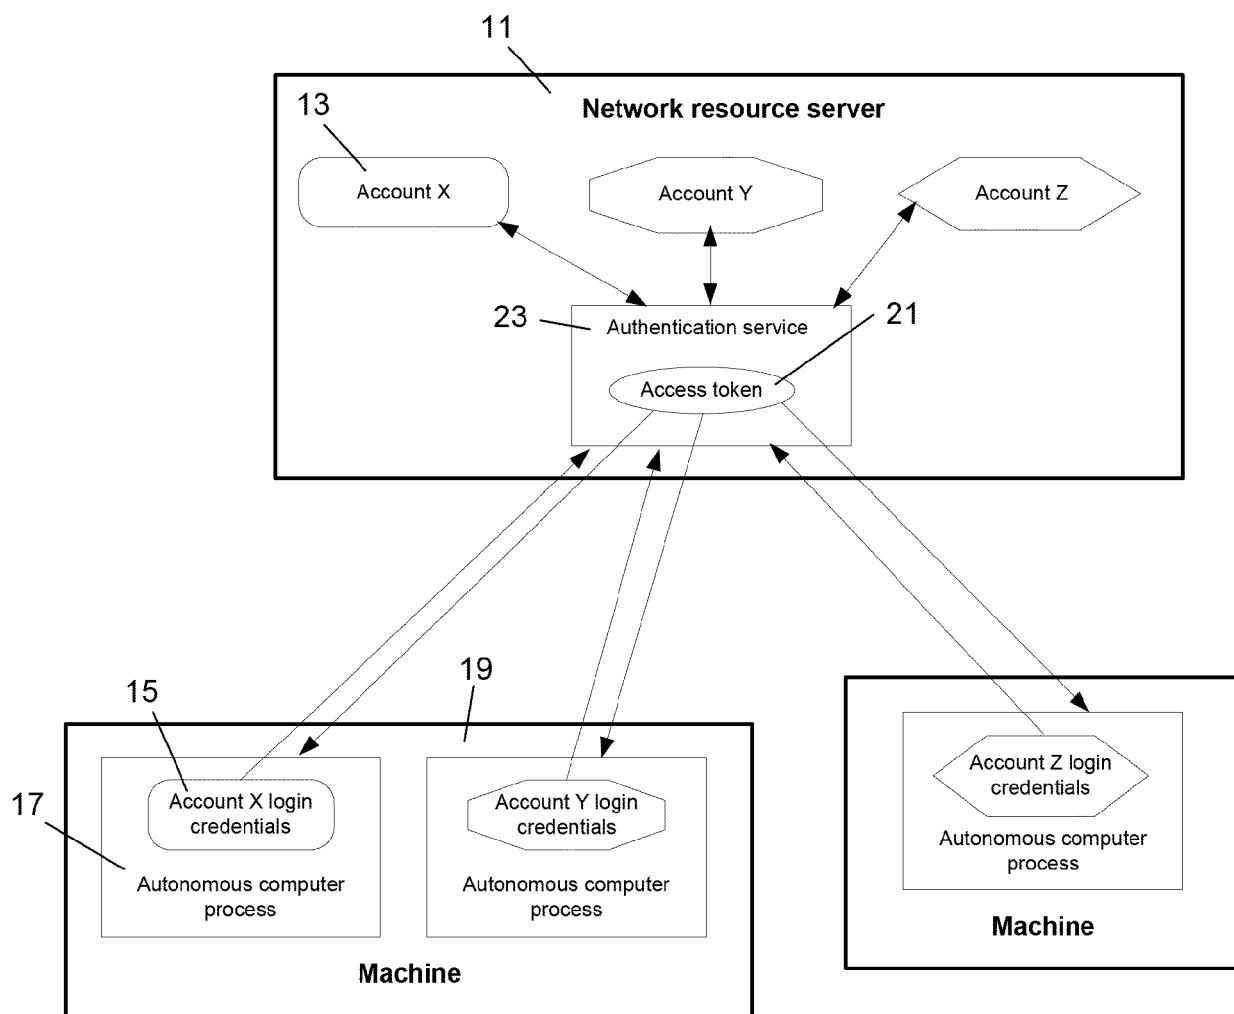 11
Network resource server
13
Account X
Account Y
Account Z
23
Authentication service
21
Access token
19
15
Account X login
credentials
Account Y login
credentials
Account Z login
credentials
17
Autonomous computer
process
Autonomous computer
process
Autonomous computer
process
Machine
Machine